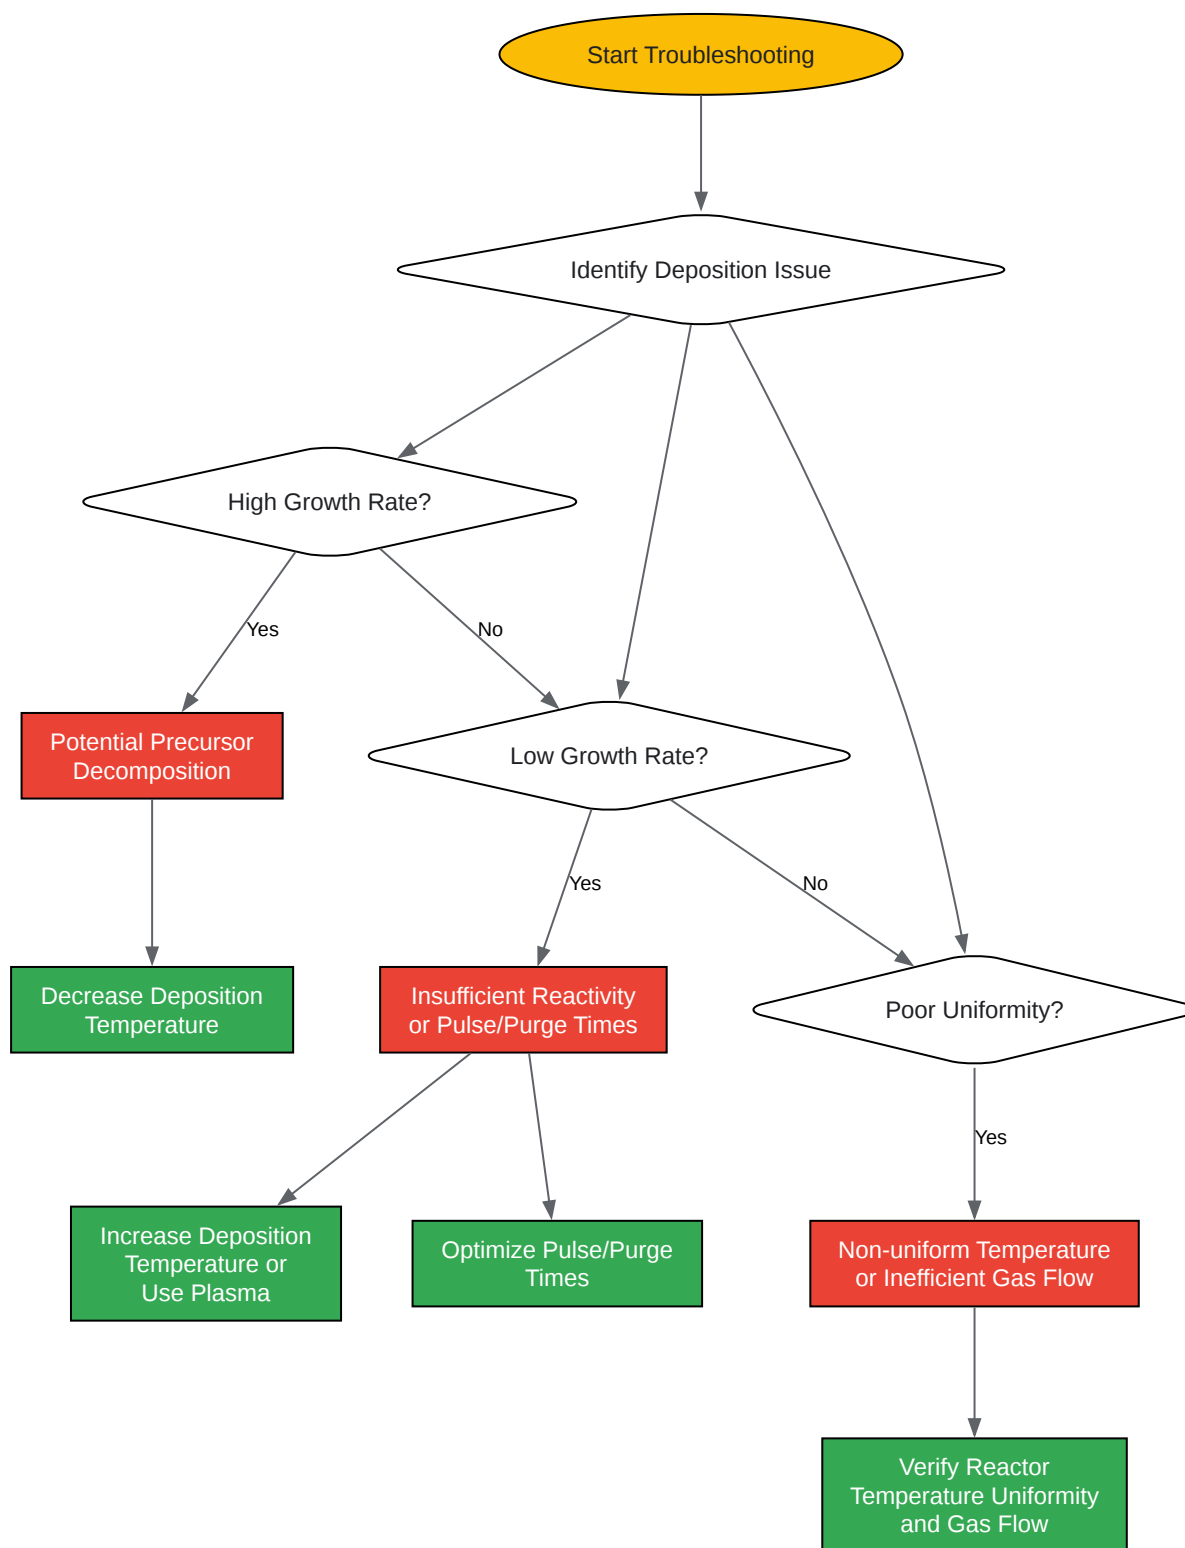 Start Troubleshooting
Identify Deposition Issue
High Growth Rate?
Yes
No
Potential Precursor
Decomposition
Low Growth Rate?
Yes
No
Decrease Deposition
Temperature
Insufficient Reactivity
or Pulse/Purge Times
Poor Uniformity?
Yes
Increase Deposition
Temperature or
Use Plasma
Optimize Pulse/Purge
Times
Non-uniform Temperature
or Inefficient Gas Flow
Verify Reactor
Temperature Uniformity
and Gas Flow